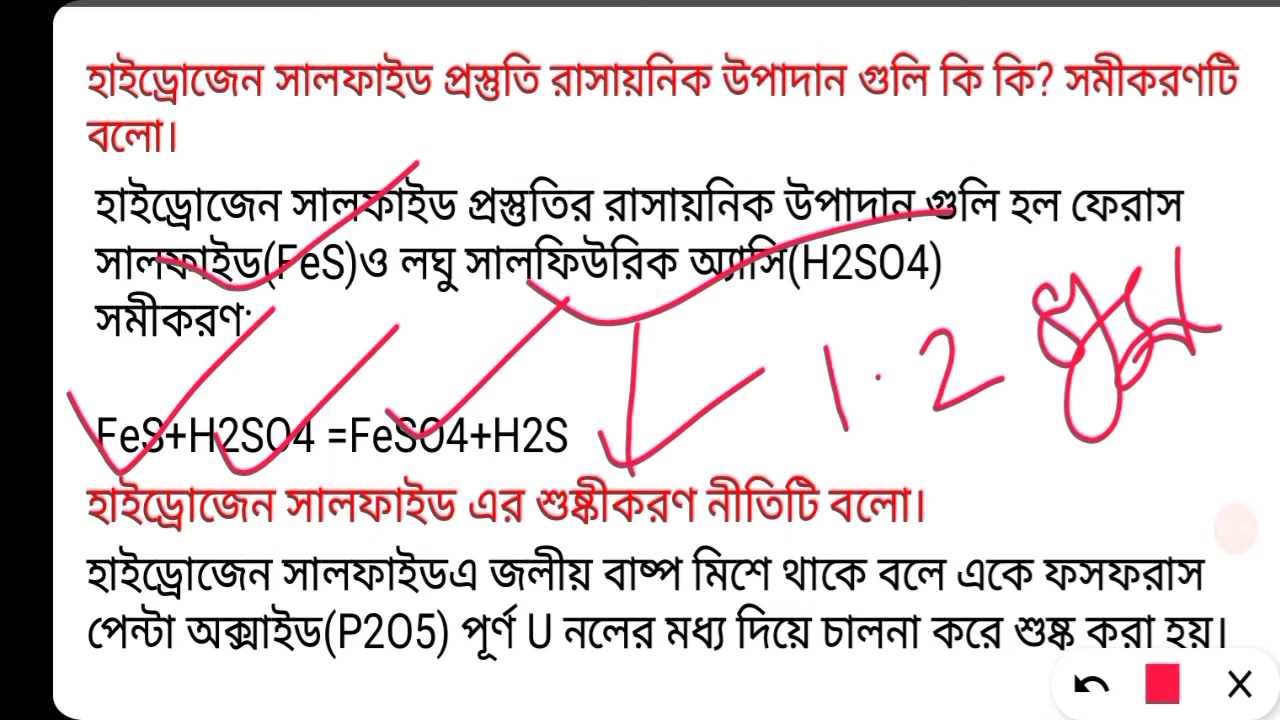 হাইড্রোজেন সালফাইড প্রস্তুতি রাসায়নিক উপাদান গুলি কি কি? সমীকরণটি
বলো।
হাইড্রোজেন সালফাইড প্রস্তুতির রাসায়নিক উপাদান গুলি হল ফেরাস
সালফাইড(FeS)ও লঘু সালফিউরিক অ্যাসি(H2SO4)
সমীকরণ:
1.2
FeS+H2SO4 =FeSO4+H2S
হাইড্রোজেন সালফাইড এর শুষ্কীকরণ নীতিটি বলো।
হাইড্রোজেন সালফাইডএ জলীয় বাষ্প মিশে থাকে বলে একে ফসফরাস
পেন্টা অক্সাইড(P2O5) পূর্ণ U নলের মধ্য দিয়ে চালনা করে শুষ্ক করা হয়।